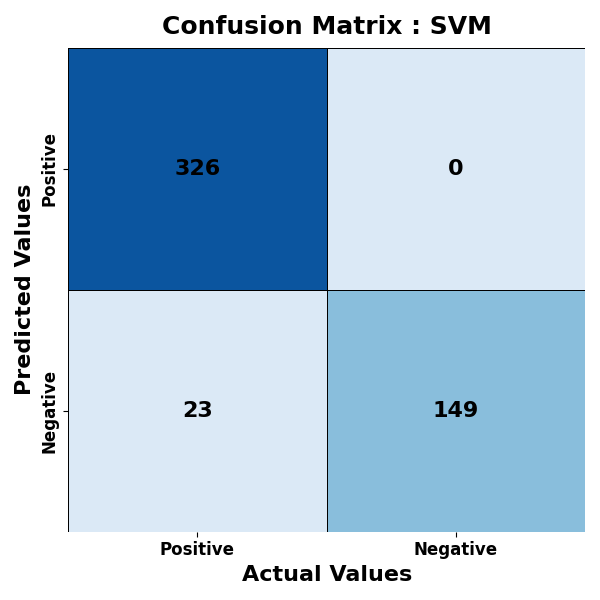 Confusion Matrix : SVM
Predicted Values
Positive
326
0
Negative
23
149
Positive
Negative
Actual Values